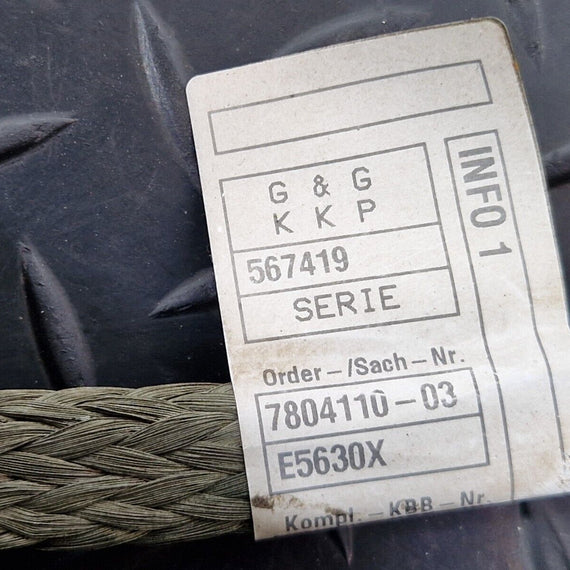 G & G
K K P
567419
SERIE
INFO 1
Order-/Sach-Nr.
7804110-03
E5630X
Kompl.-KBB-Nr.